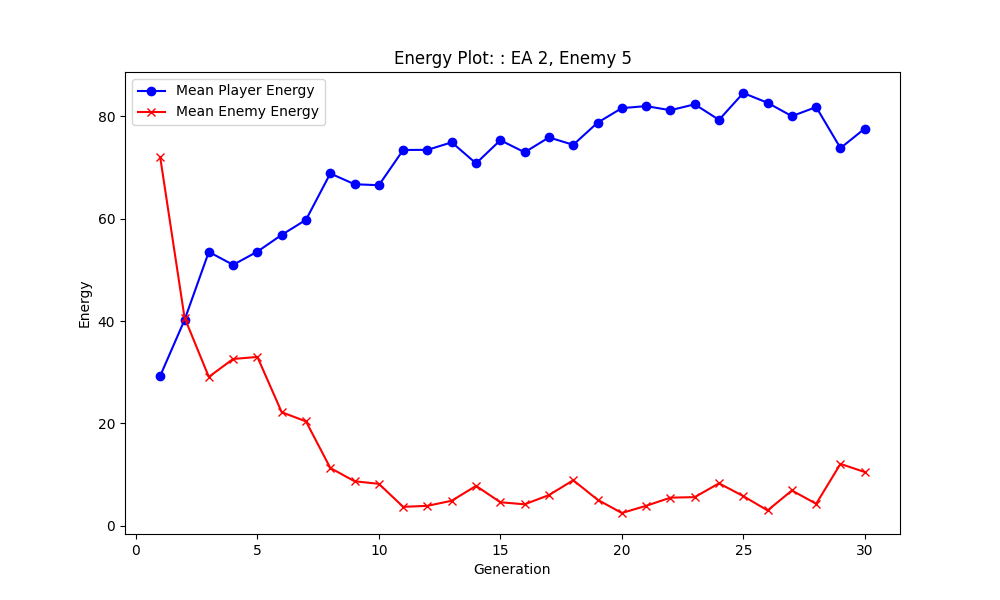 Energy Plot: : EA 2, Enemy 5
Mean Player Energy
Mean Enemy Energy
Energy
80
60
40
20
0
0 5 10 15 20 25 30
Generation